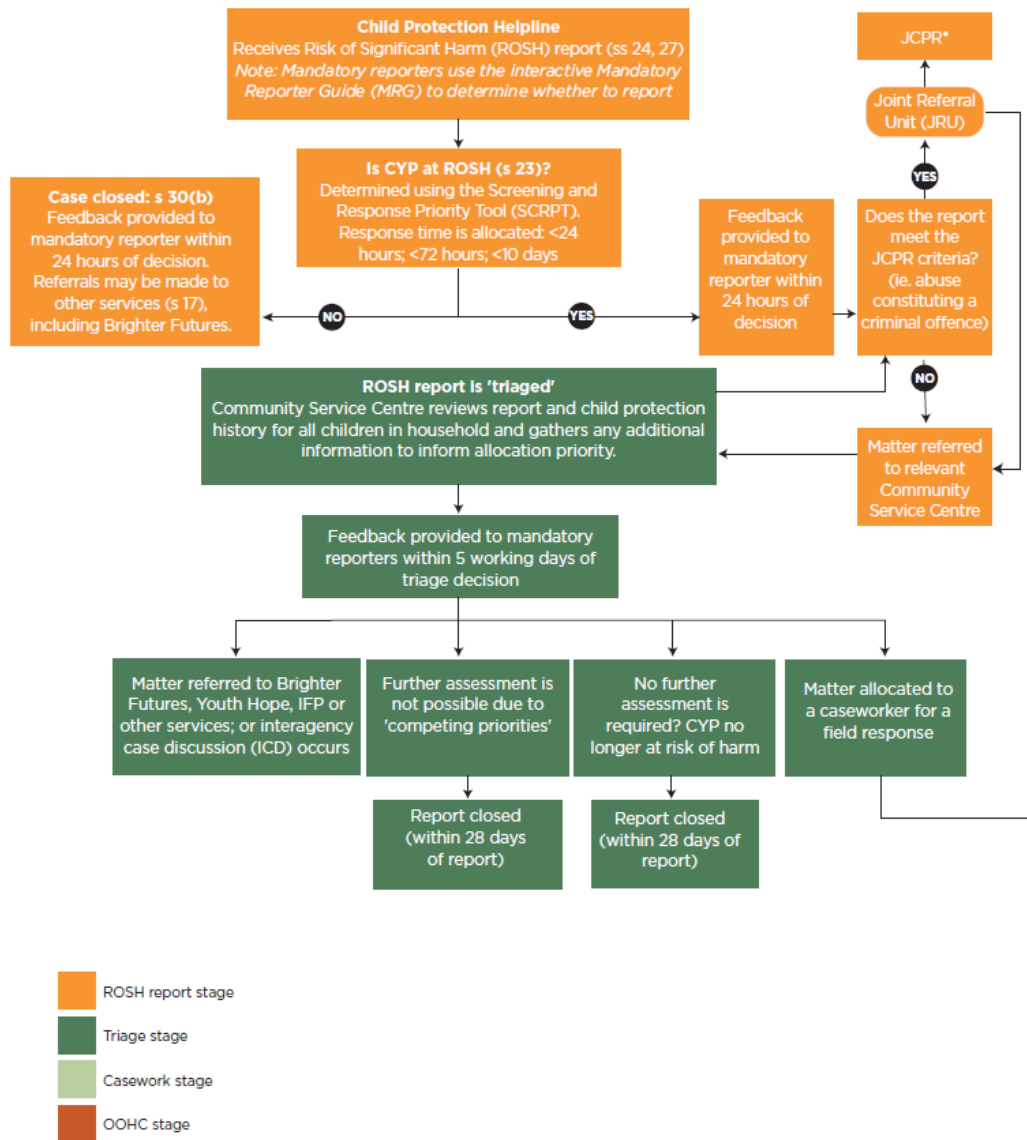 Child Protection Helpline
Receives Risk of Significant Harm (ROSH) report (ss 24, 27)
Note: Mandatory reporters use the interactive Mandatory
Reporter Guide (MRG) to determine whether to report
JCPR*
Joint Referral
Unit (JRU)
YES
Is CYP at ROSH (s 23)?
Determined using the Screening and
Response Priority Tool (SCRPT).
Response time is allocated: <24
hours; <72 hours; <10 days
Case closed: s 30(b)
Feedback provided to
mandatory reporter within
24 hours of decision.
Referrals may be made to
other services (s 17),
including Brighter Futures.
NO
YES
Feedback
provided to
mandatory
reporter within
24 hours of
decision
Does the report
meet the
JCPR criteria?
(ie. abuse
constituting a
criminal offence)
NO
ROSH report is 'triaged'
Community Service Centre reviews report and child protection
history for all children in household and gathers any additional
information to inform allocation priority.
Matter referred
to relevant
Community
Service Centre
Feedback provided to mandatory
reporters within 5 working days of
triage decision
Matter referred to Brighter
Futures, Youth Hope, IFP or
other services; or interagency
case discussion (ICD) occurs
Further assessment is
not possible due to
'competing priorities'
No further
assessment is
required? CYP no
longer at risk of harm
Matter allocated to
a caseworker for a
field response
Report closed
(within 28 days
of report)
Report closed
(within 28 days of
report)
ROSH report stage
Triage stage
Casework stage
OOHC stage